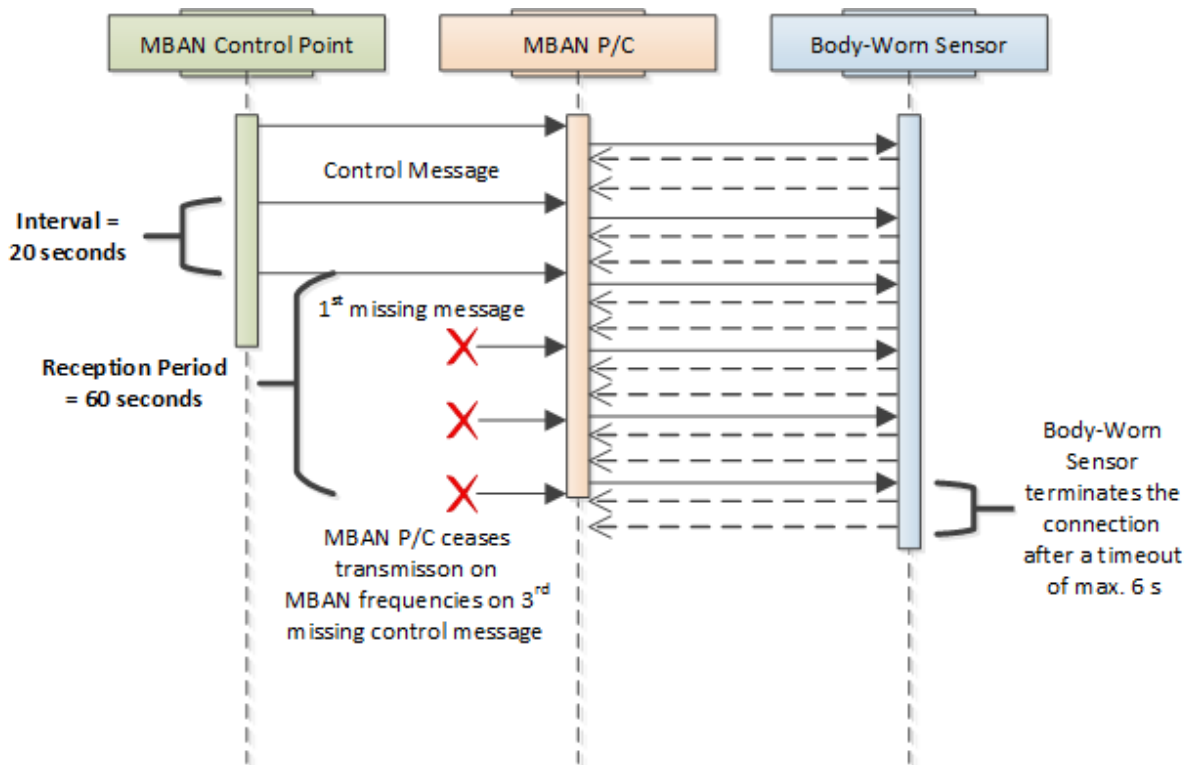 MBAN Control Point
MBAN P/C
Body-Worn Sensor
Control Message
Interval =
20 seconds
1st missing message
Reception Period
= 60 seconds
MBAN P/C ceases
transmisson on
MBAN frequencies on 3rd
missing control message
Body-Worn
Sensor
terminates the
connection
after a timeout
of max. 6 s